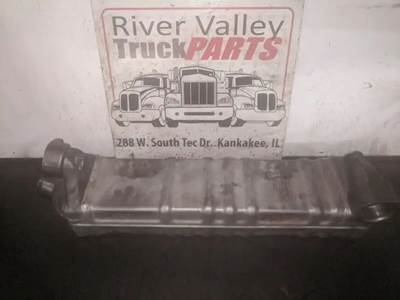 River Valley
TruckPARTS
288 W. South Tec Dr. Kankakee, IL